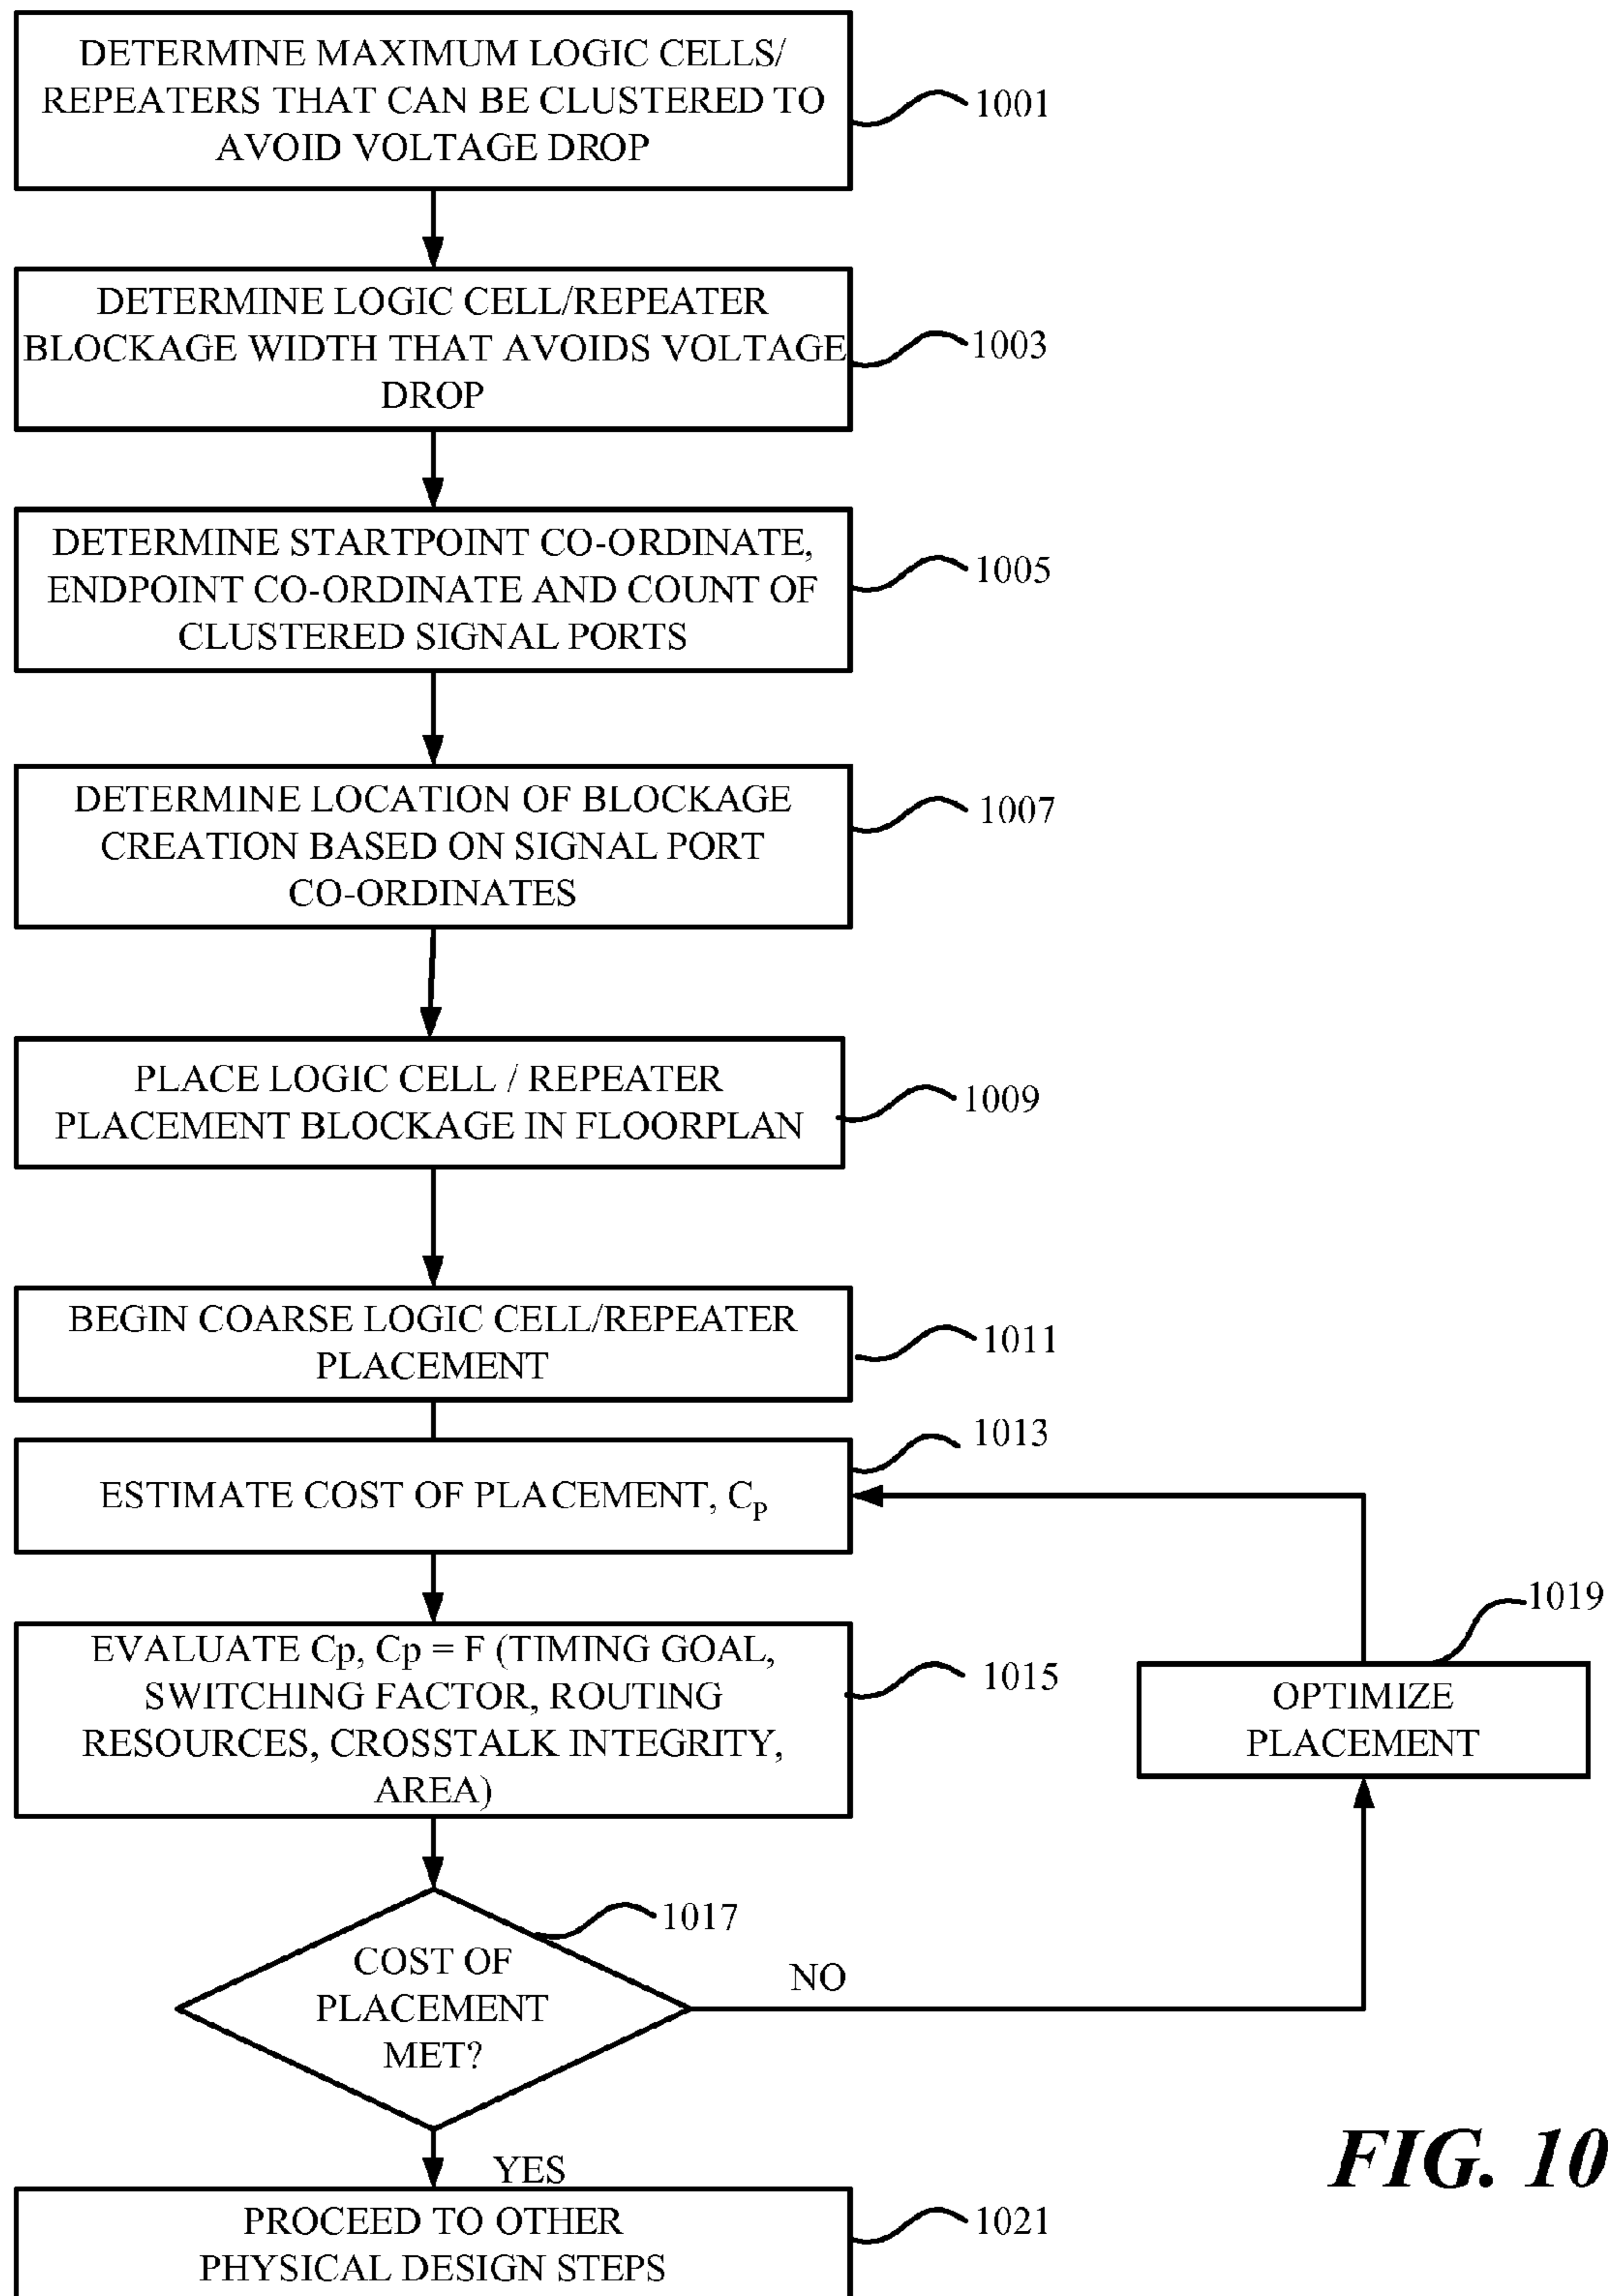 DETERMINE MAXIMUM LOGIC CELLS/
REPEATERS THAT CAN BE CLUSTERED TO
AVOID VOLTAGE DROP
1001
DETERMINE LOGIC CELL/REPEATER
BLOCKAGE WIDTH THAT AVOIDS VOLTAGE
DROP
1003
DETERMINE STARTPOINT CO-ORDINATE,
ENDPOINT CO-ORDINATE AND COUNT OF
CLUSTERED SIGNAL PORTS
1005
DETERMINE LOCATION OF BLOCKAGE
CREATION BASED ON SIGNAL PORT
CO-ORDINATES
1007
PLACE LOGIC CELL / REPEATER
PLACEMENT BLOCKAGE IN FLOORPLAN
1009
BEGIN COARSE LOGIC CELL/REPEATER
PLACEMENT
1011
ESTIMATE COST OF PLACEMENT, CP
1013
EVALUATE Cp, Cp = F (TIMING GOAL,
SWITCHING FACTOR, ROUTING
RESOURCES, CROSSTALK INTEGRITY,
AREA)
1015
COST OF
PLACEMENT
MET?
1017
NO
OPTIMIZE
PLACEMENT
1019
YES
PROCEED TO OTHER
PHYSICAL DESIGN STEPS
1021
FIG. 10